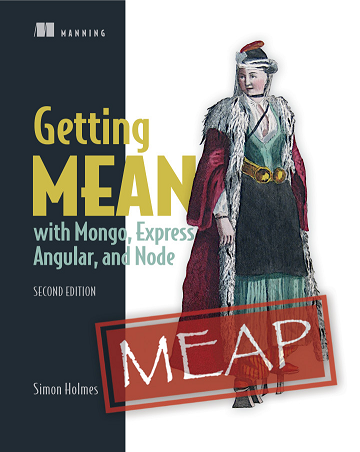 MANNING
Getting
MEAN
with Mongo, Express
Angular, and Node
SECOND EDITION
MEAP
Simon Holmes